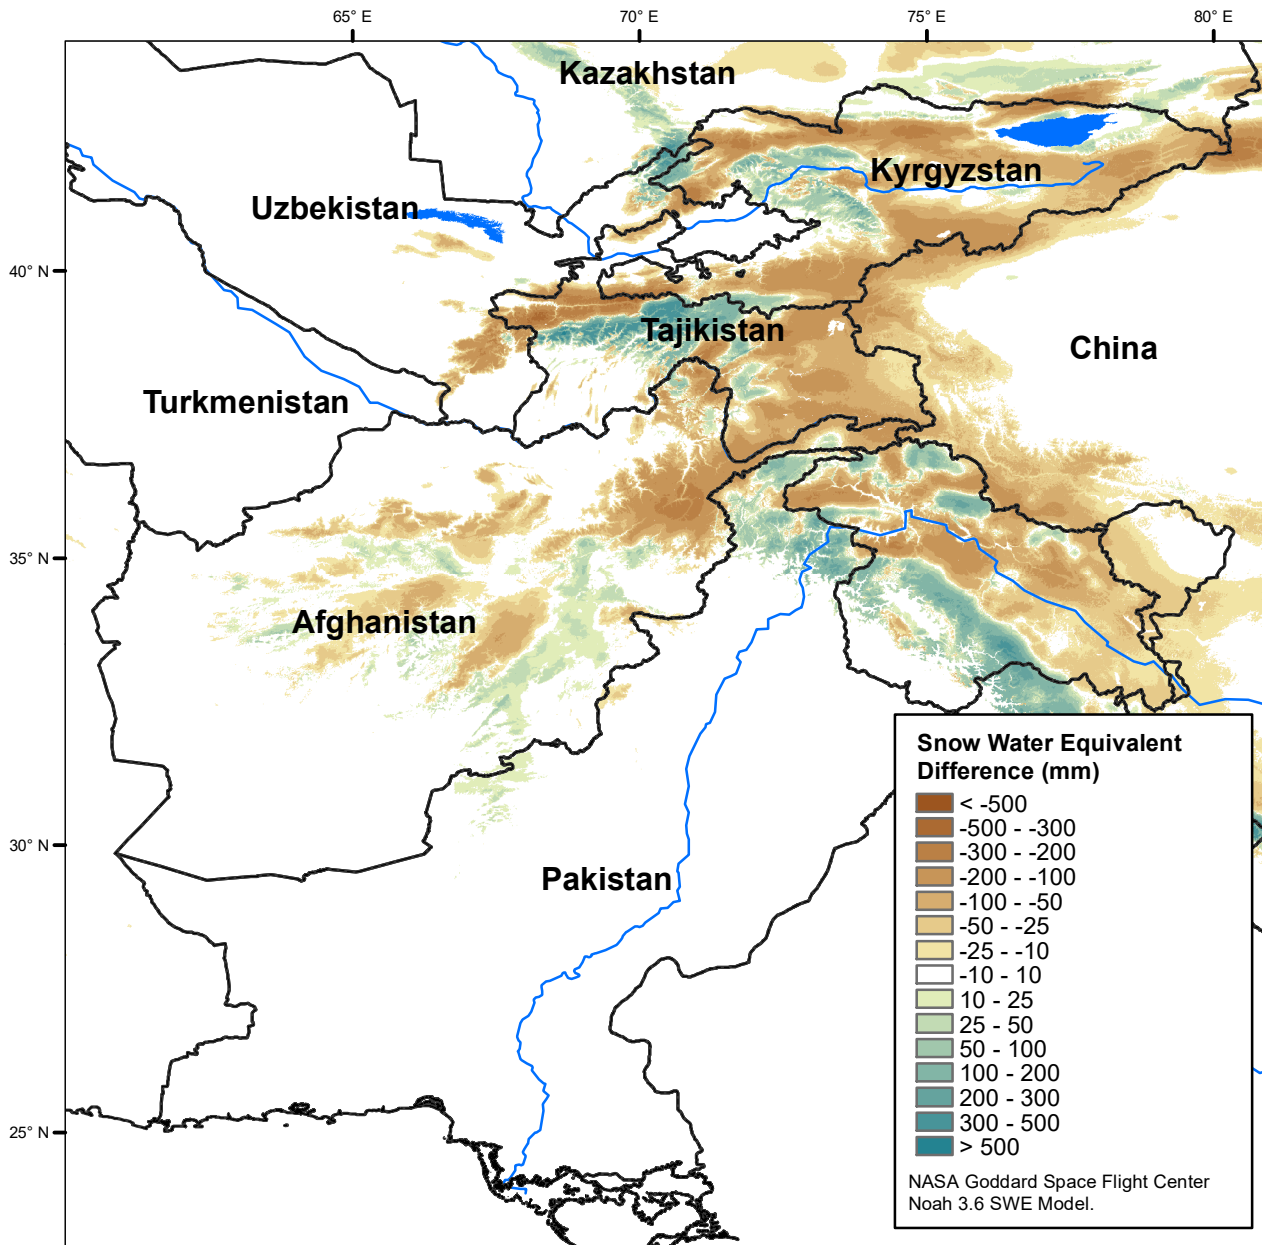 65° E
70° E
75° E
80° E
Kazakhstan
Kyrgyzstan
Uzbekistan
40° N
Tajikistan
China
Turkmenistan
35° N
Afghanistan
Snow Water Equivalent
Difference (mm)
< -500
-500 - -300
-300 - -200
-200 - -100
-100 - -50
-50 - -25
-25 - -10
-10 - 10
10 - 25
25 - 50
50 - 100
100 - 200
200 - 300
300 - 500
> 500
30° N
Pakistan
25° N
NASA Goddard Space Flight Center
Noah 3.6 SWE Model.